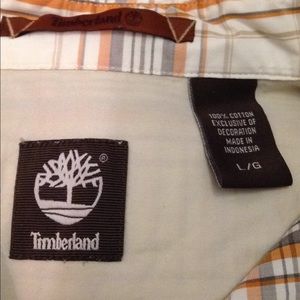 Timberland
100% COTTON
EXCLUSIVE OF
DECORATION
MADE IN
INDONESIA
L/G
®
Timberland